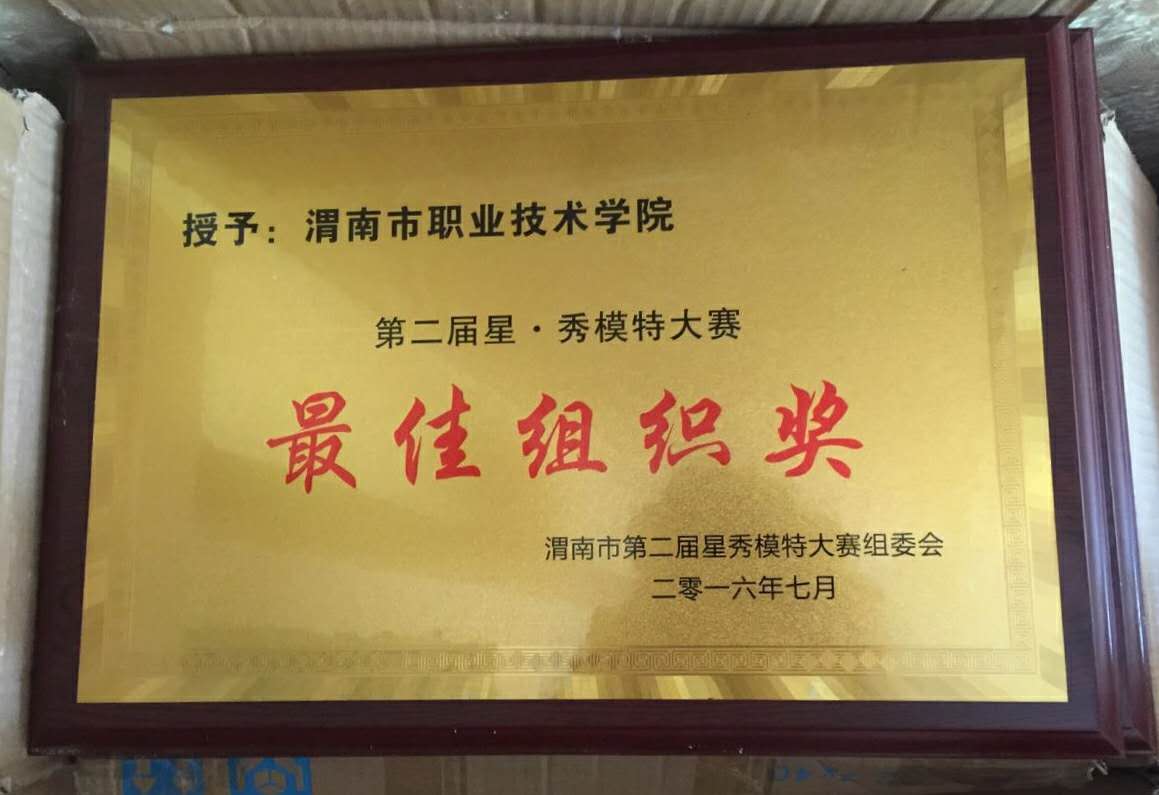 授予：渭南市职业技术学院
第二届星·秀模特大赛
最佳组织奖
渭南市第二届星秀模特大赛组委会
二零一六年七月